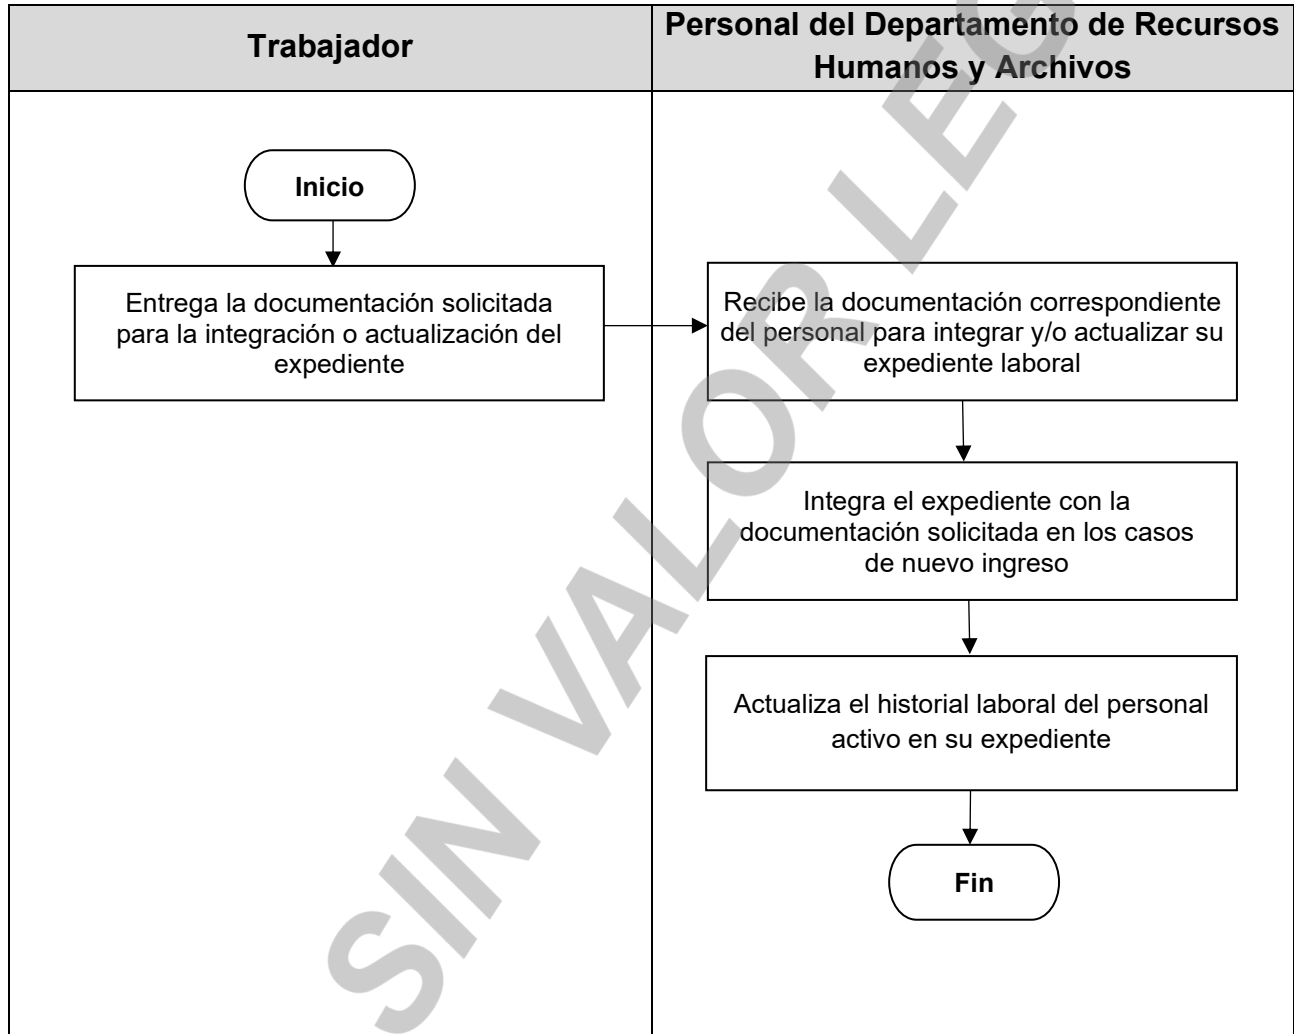 Trabajador
Personal del Departamento de Recursos
Humanos y Archivos
Inicio
Entrega la documentación solicitada
para la integración o actualización del
expediente
Recibe la documentación correspondiente
del personal para integrar y/o actualizar su
expediente laboral
Integra el expediente con la
documentación solicitada en los casos
de nuevo ingreso
Actualiza el historial laboral del personal
activo en su expediente
Fin
SIN VALOR LEG